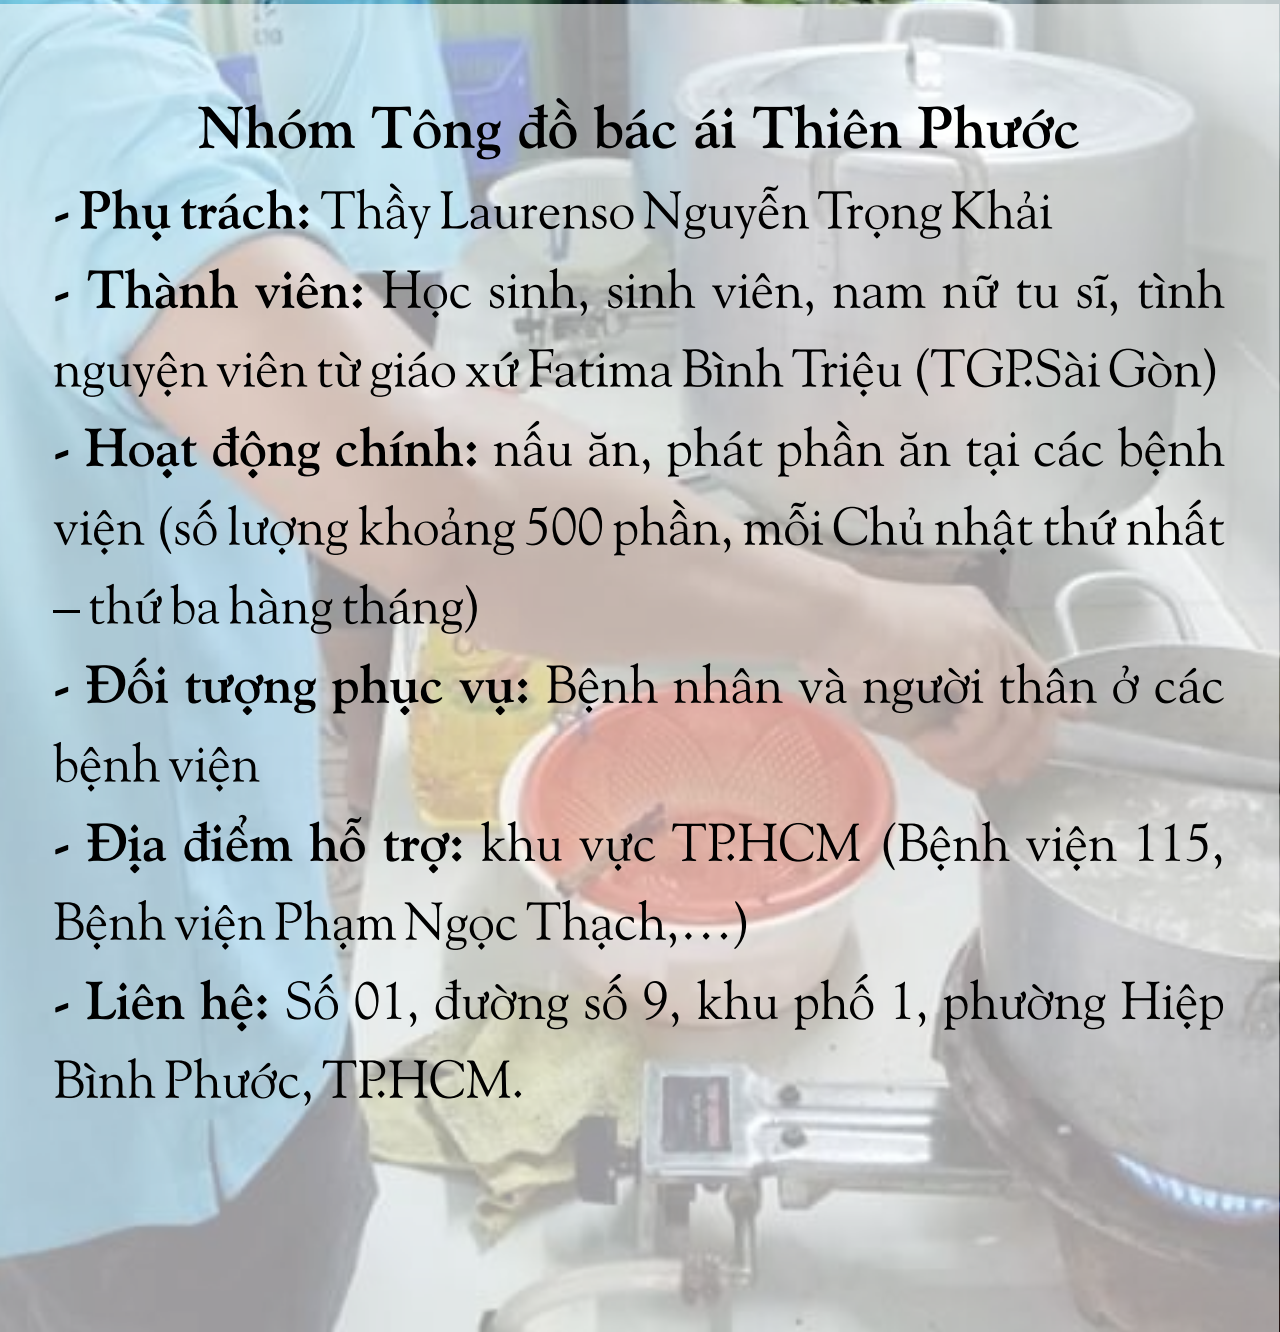 Nhóm Tông đồ bác ái Thiên Phước
- Phụ trách: Thầy Laurenso Nguyễn Trọng Khải
- Thành viên: Học sinh, sinh viên, nam nữ tu sĩ, tình
nguyện viên từ giáo xứ Fatima Bình Triệu (TGP.Sài Gòn)
- Hoạt động chính: nấu ăn, phát phần ăn tại các bệnh
viện (số lượng khoảng 500 phần, mỗi Chủ nhật thứ nhất
– thứ ba hàng tháng)
- Đối tượng phục vụ: Bệnh nhân và người thân ở các
bệnh viện
- Địa điểm hỗ trợ: khu vực TP.HCM (Bệnh viện 115,
Bệnh viện Phạm Ngọc Thạch,…)
- Liên hệ: Số 01, đường số 9, khu phố 1, phường Hiệp
Bình Phước, TP.HCM.